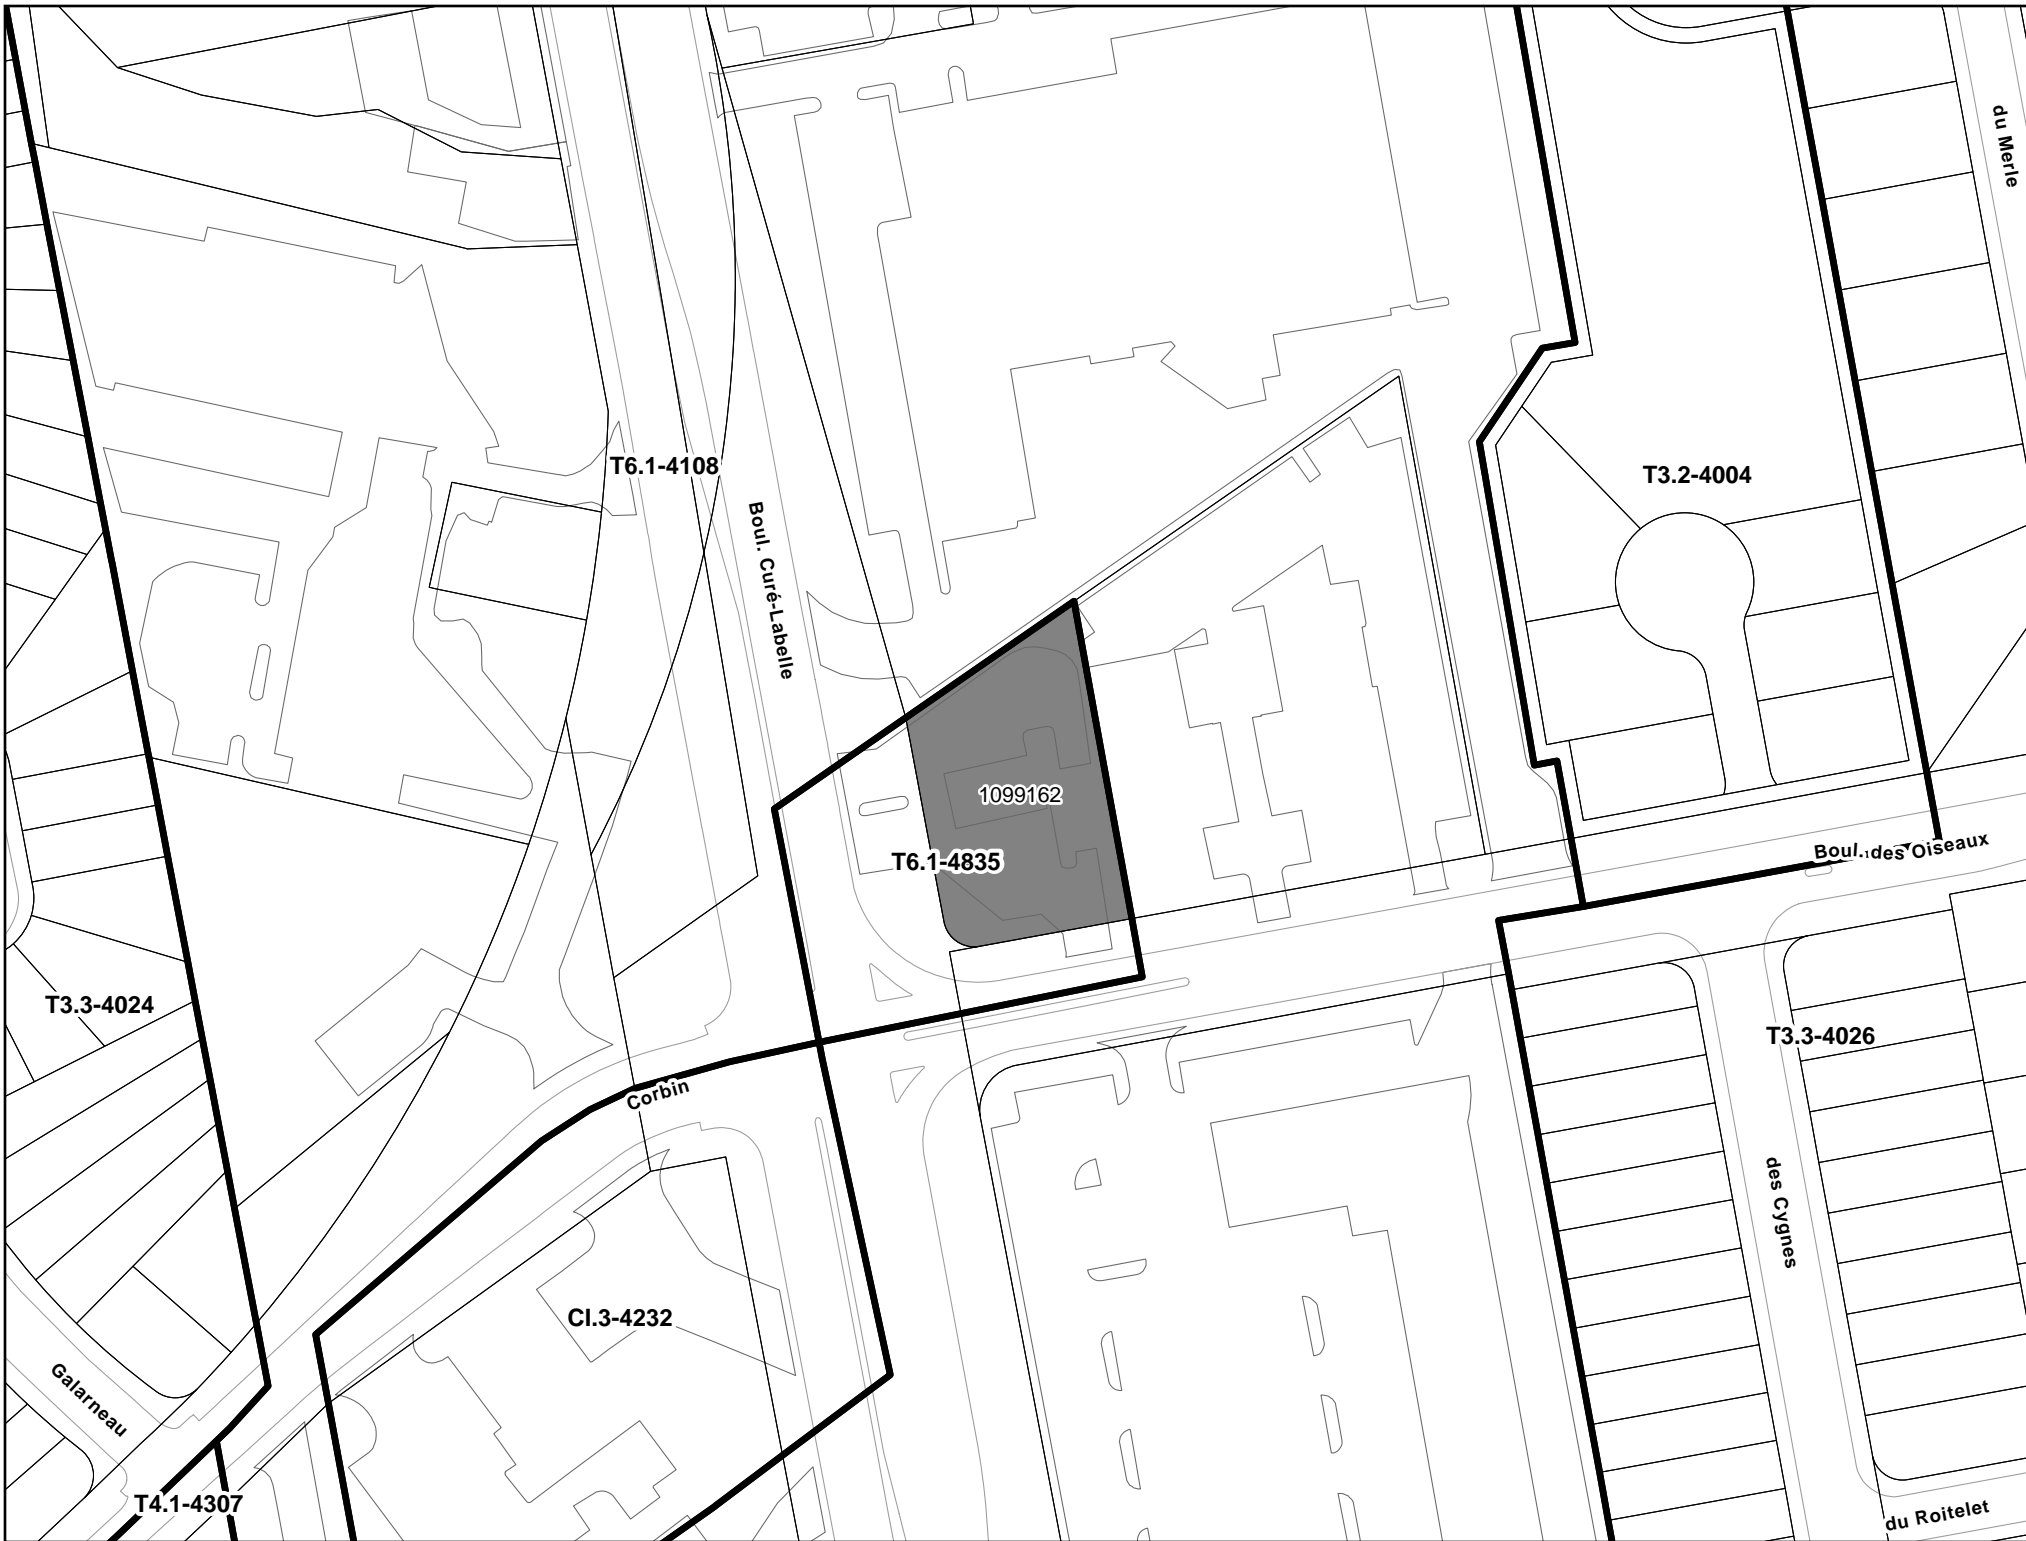 du Merle
T6.1-4108
T3.2-4004
Boul. Curé-Labelle
1099162
T6.1-4835
Boul. des Oiseaux
T3.3-4024
T3.3-4026
Corbin
des Cygnes
CI.3-4232
Galarneau
T4.1-4307
du Roitelet